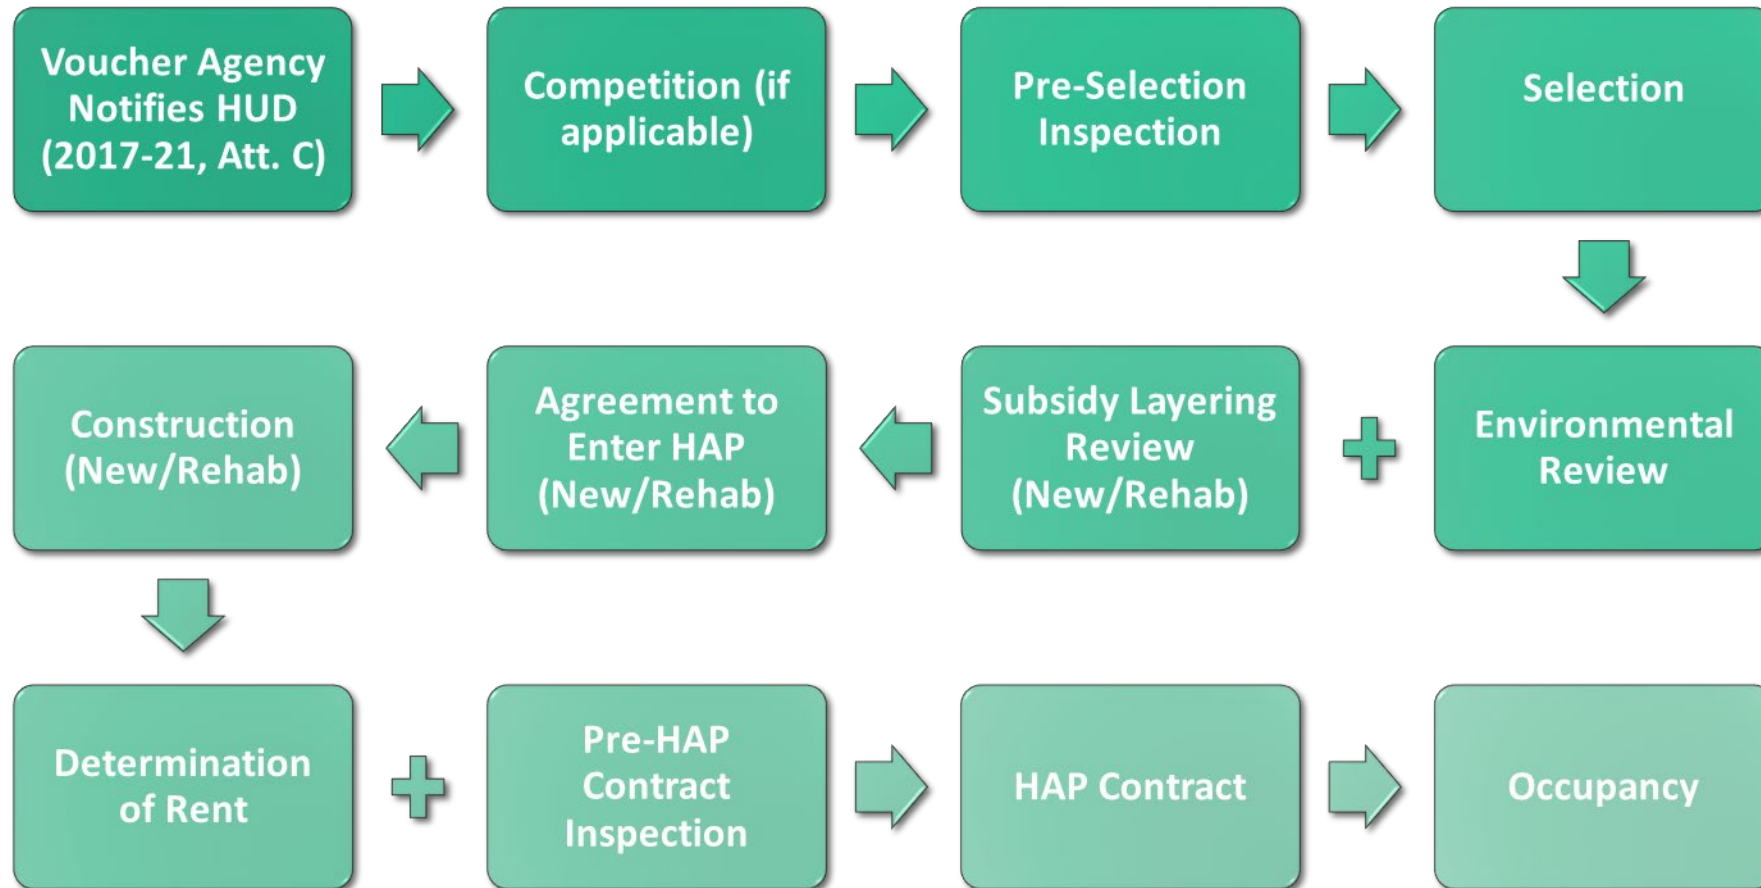 Voucher Agency
Notifies HUD
(2017-21, Att. C)
Competition (if
applicable)
Pre-Selection
Inspection
Selection
Construction
(New/Rehab)
Agreement to
Enter HAP
(New/Rehab)
Subsidy Layering
Review
(New/Rehab)
Environmental
Review
Determination
of Rent
Pre-HAP
Contract
Inspection
HAP Contract
Occupancy